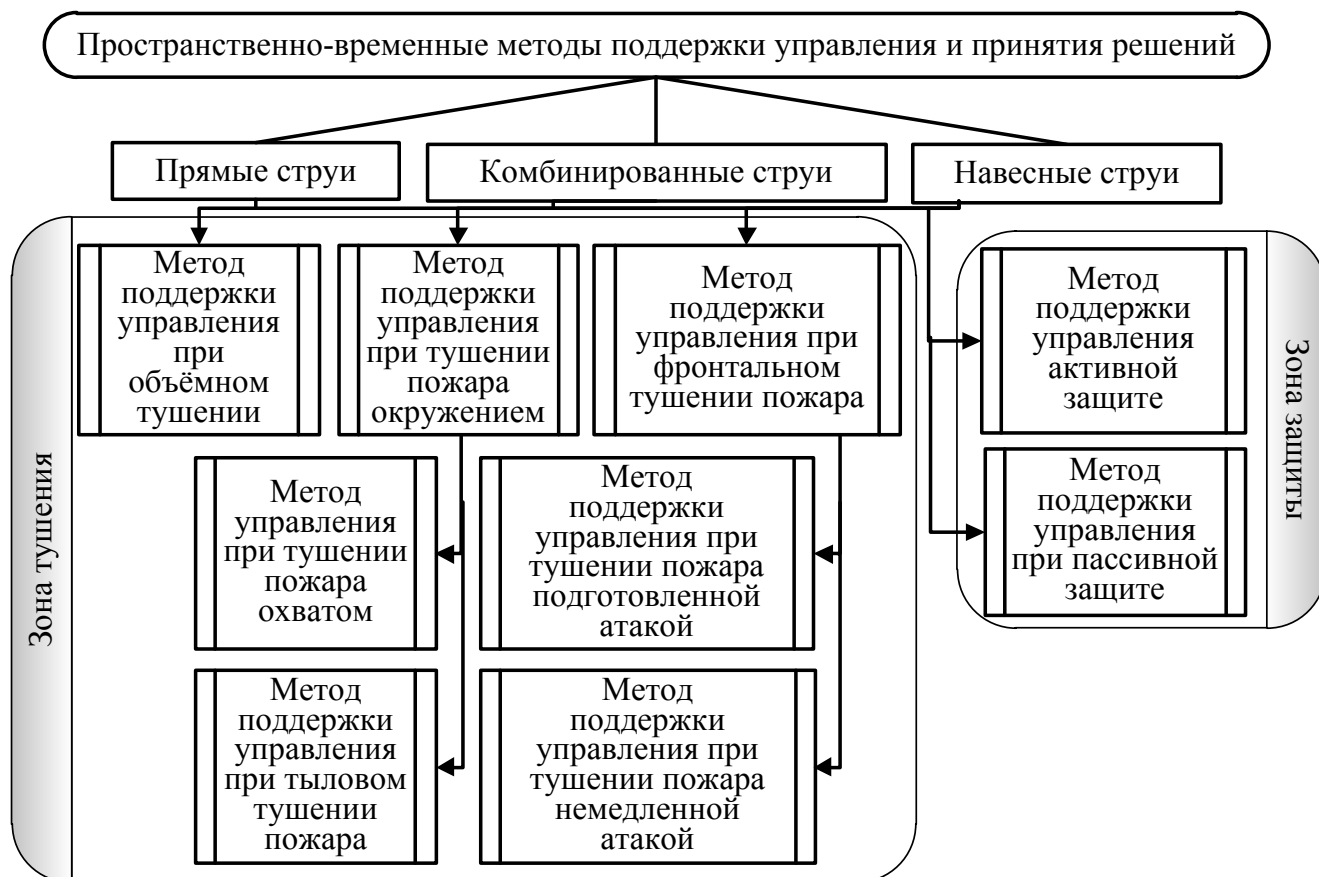 Пространственно-временные методы поддержки управления и принятия решений
Прямые струи
Комбинированные струи
Навесные струи
Зона тушения
Метод
поддержки
управления
при
объёмном
тушении
Метод
поддержки
управления
при тушении
пожара
окружением
Метод
поддержки
управления при
фронтальном
тушении пожара
Метод
управления
при тушении
пожара
охватом
Метод
поддержки
управления при
тушении пожара
подготовленной
атакой
Метод
поддержки
управления
при тыловом
тушении
пожара
Метод
поддержки
управления при
тушении пожара
немедленной
атакой
Метод
поддержки
управления
активной
защите
Метод
поддержки
управления
при пассивной
защите
Зона защиты